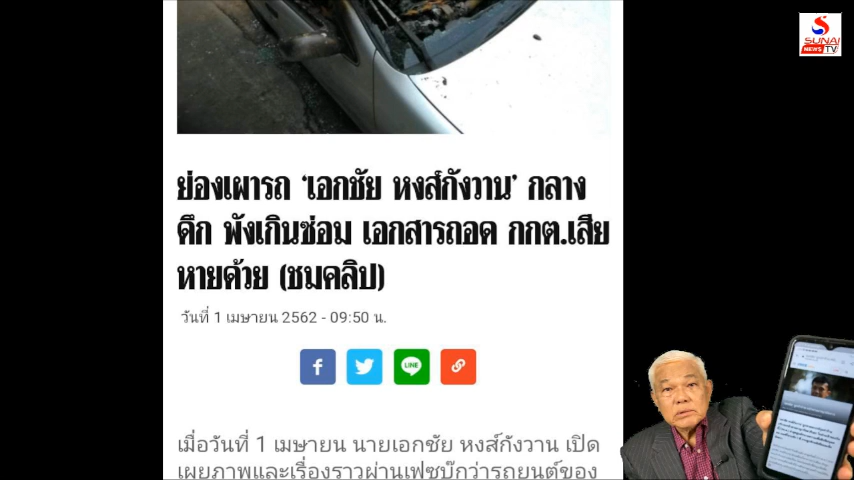 SUNAI
NEWS TV
ย่องเผารถ ‘เอกชัย หงส์กังวาน’ กลาง
ดึก พังเกินซ่อม เอกสารถอด กกต.เสีย
หายด้วย (ชมคลิป)
วันที่ 1 เมษายน 2562 - 09:50 น.
LINE
เมื่อวันที่ 1 เมษายน นายเอกชัย หงส์กังวาน เปิด
เผยภาพและเรื่องราวผ่านเฟซบุ๊กว่ารถยนต์ของ